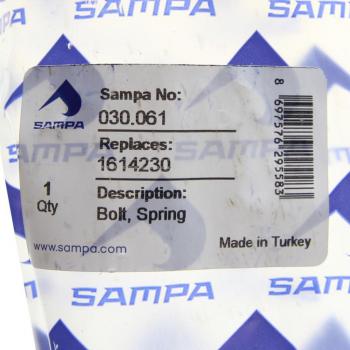 SAMPA
SAMPA
Sampa No:
030.061
Replaces:
1614230
Description:
Bolt, Spring
1
Qty
www.sampa.com
Made in Turkey
8 697576 295583
SAMPA
SAMPA
SAMPA
SAMPA